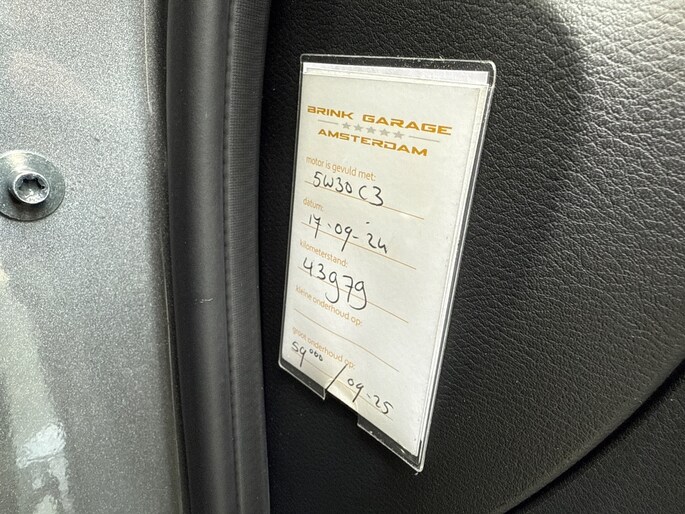 BRINK GARAGE
AMSTERDAM
motor is gevuld met:
5W30 C3
datum:
17-09-24
kilometerstand:
43979
kleine onderhoud op:
groot onderhoud op:
59000 / 09-25